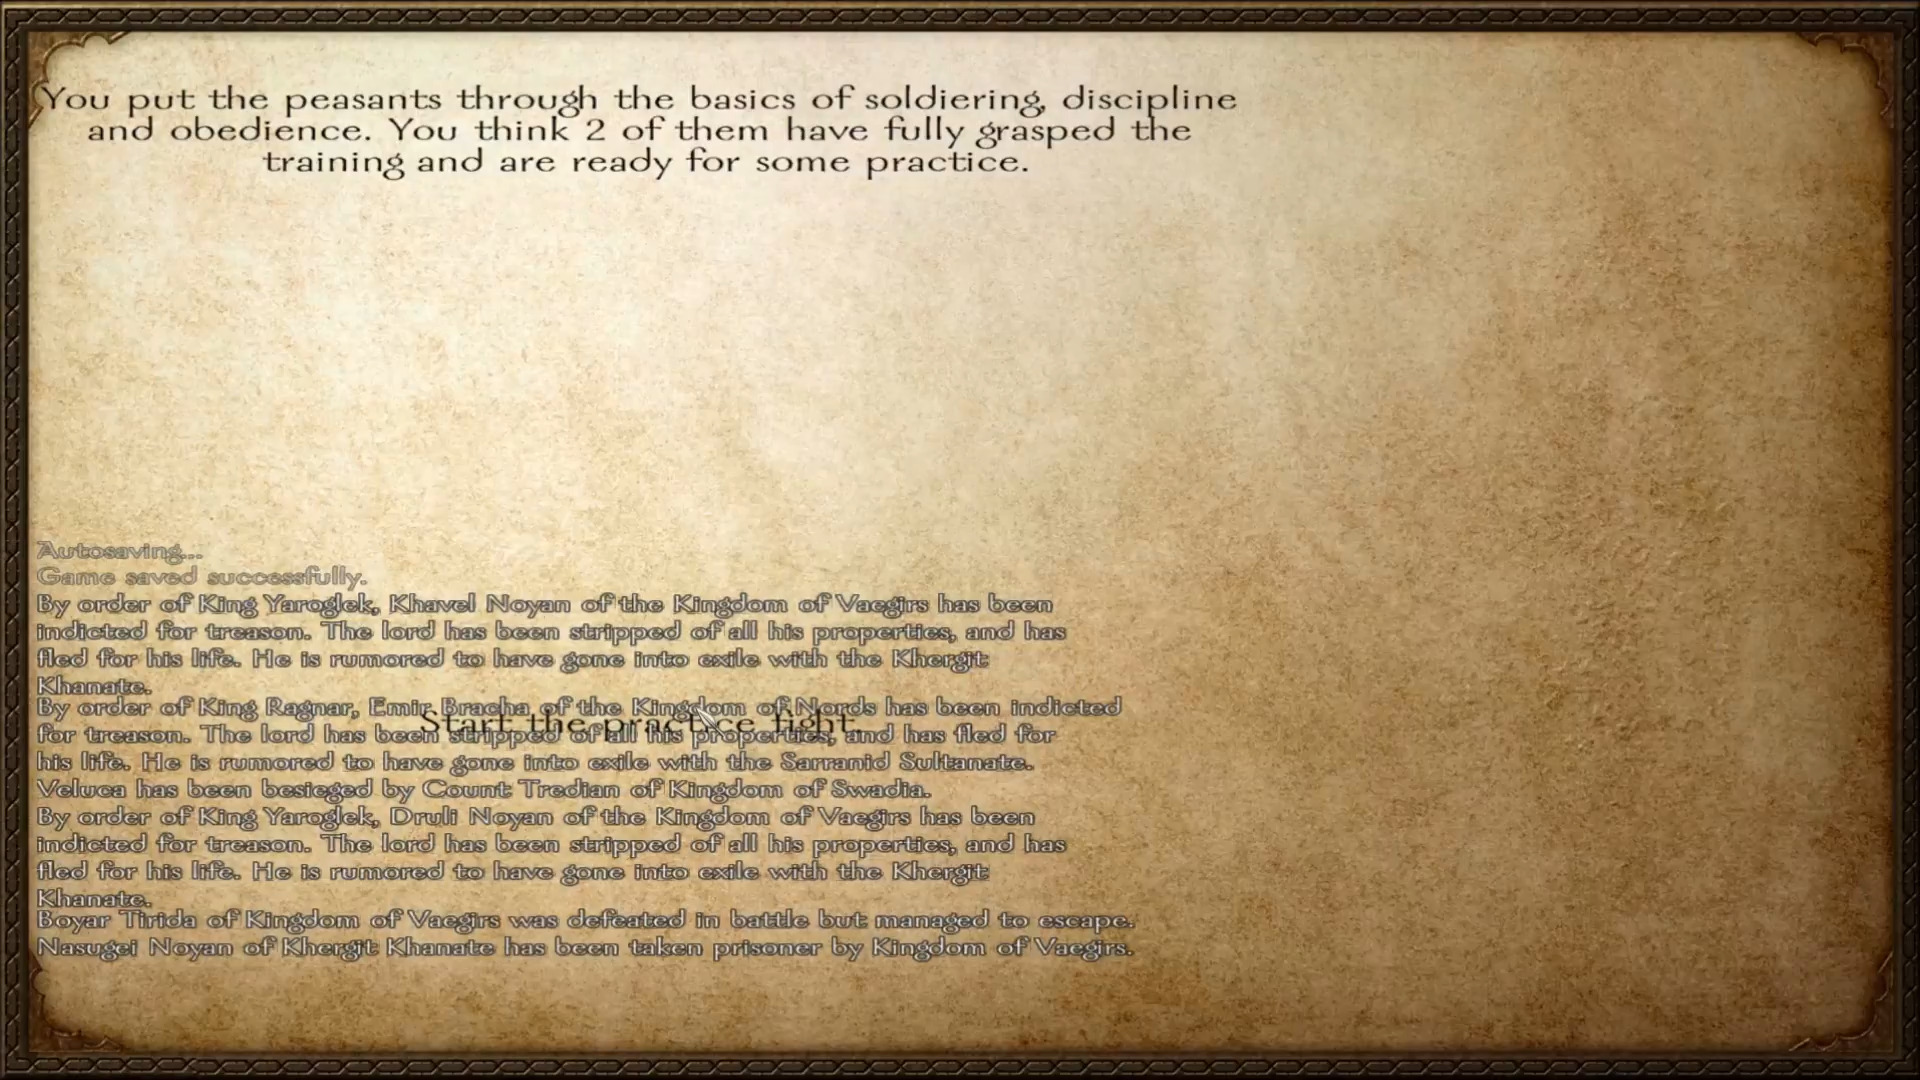 You put the peasants through the basics of soldiering, discipline
and obedience. You think 2 of them have fully grasped the
training and are ready for some practice.
Autosaving...
Game saved successfully.
By order of King Yaroglek, Khavel Noyan of the Kingdom of Vaegirs has been
indicted for treason. The lord has been stripped of all his properties, and has
fled for his life. He is rumored to have gone into exile with the Khergit
Khanate.
By order of King Ragnar, Emir Bracha of the Kingdom of Nords has been indicted
Start the practice fight.
for treason. The lord has been stripped of all his properties, and has fled for
his life. He is rumored to have gone into exile with the Sarranid Sultanate.
Veluca has been besieged by Count Tredian of Kingdom of Swadia.
By order of King Yaroglek, Druli Noyan of the Kingdom of Vaegirs has been
indicted for treason. The lord has been stripped of all his properties, and has
fled for his life. He is rumored to have gone into exile with the Khergit
Khanate.
Boyar Tirida of Kingdom of Vaegirs was defeated in battle but managed to escape.
Nasugei Noyan of Khergit Khanate has been taken prisoner by Kingdom of Vaegirs.